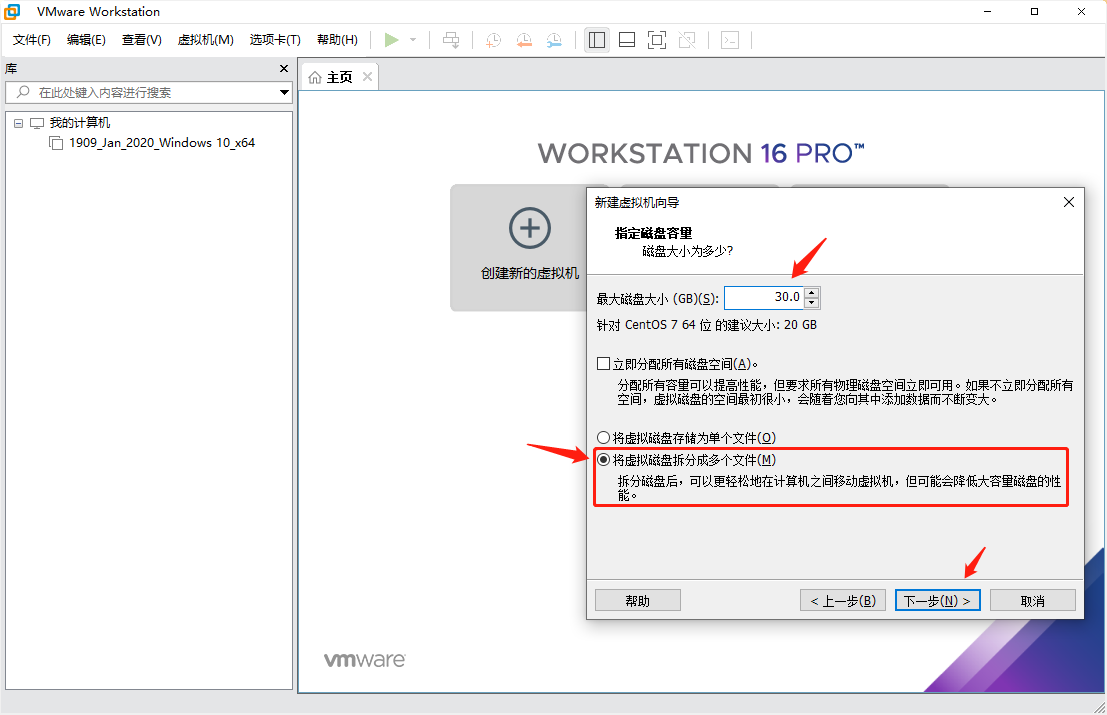 VMware Workstation
文件(F) 编辑(E) 查看(V) 虚拟机(M) 选项卡(T) 帮助(H)
库
在此处键入内容进行搜索
我的计算机
1909_Jan_2020_Windows 10_x64
主页
WORKSTATION 16 PRO™
创建新的虚拟机
新建虚拟机向导
指定磁盘容量
磁盘大小为多少?
最大磁盘大小 (GB)(S): 30.0
针对 CentOS 7 64 位 的建议大小: 20 GB
立即分配所有磁盘空间(A)。
分配所有容量可以提高性能，但要求所有物理磁盘空间立即可用。如果不立即分配所有
空间，虚拟磁盘的空间最初很小，会随着您向其中添加数据而不断变大。
将虚拟磁盘存储为单个文件(O)
将虚拟磁盘拆分成多个文件(M)
拆分磁盘后，可以更轻松地在计算机之间移动虚拟机，但可能会降低大容量磁盘的性
能。
帮助 < 上一步(B) 下一步(N) > 取消
vmware